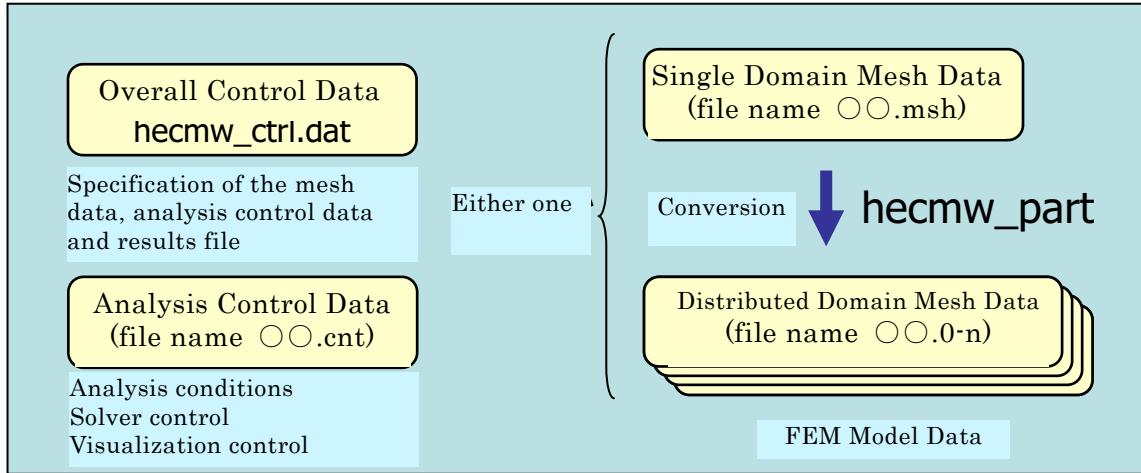 Overall Control Data
hecmw_ctrl.dat
Specification of the mesh
data, analysis control data
and results file
Analysis Control Data
(file name ○○.cnt)
Analysis conditions
Solver control
Visualization control
Either one
Single Domain Mesh Data
(file name ○○.msh)
Conversion
hecmw_part
Distributed Domain Mesh Data
(file name ○○.0-n)
FEM Model Data